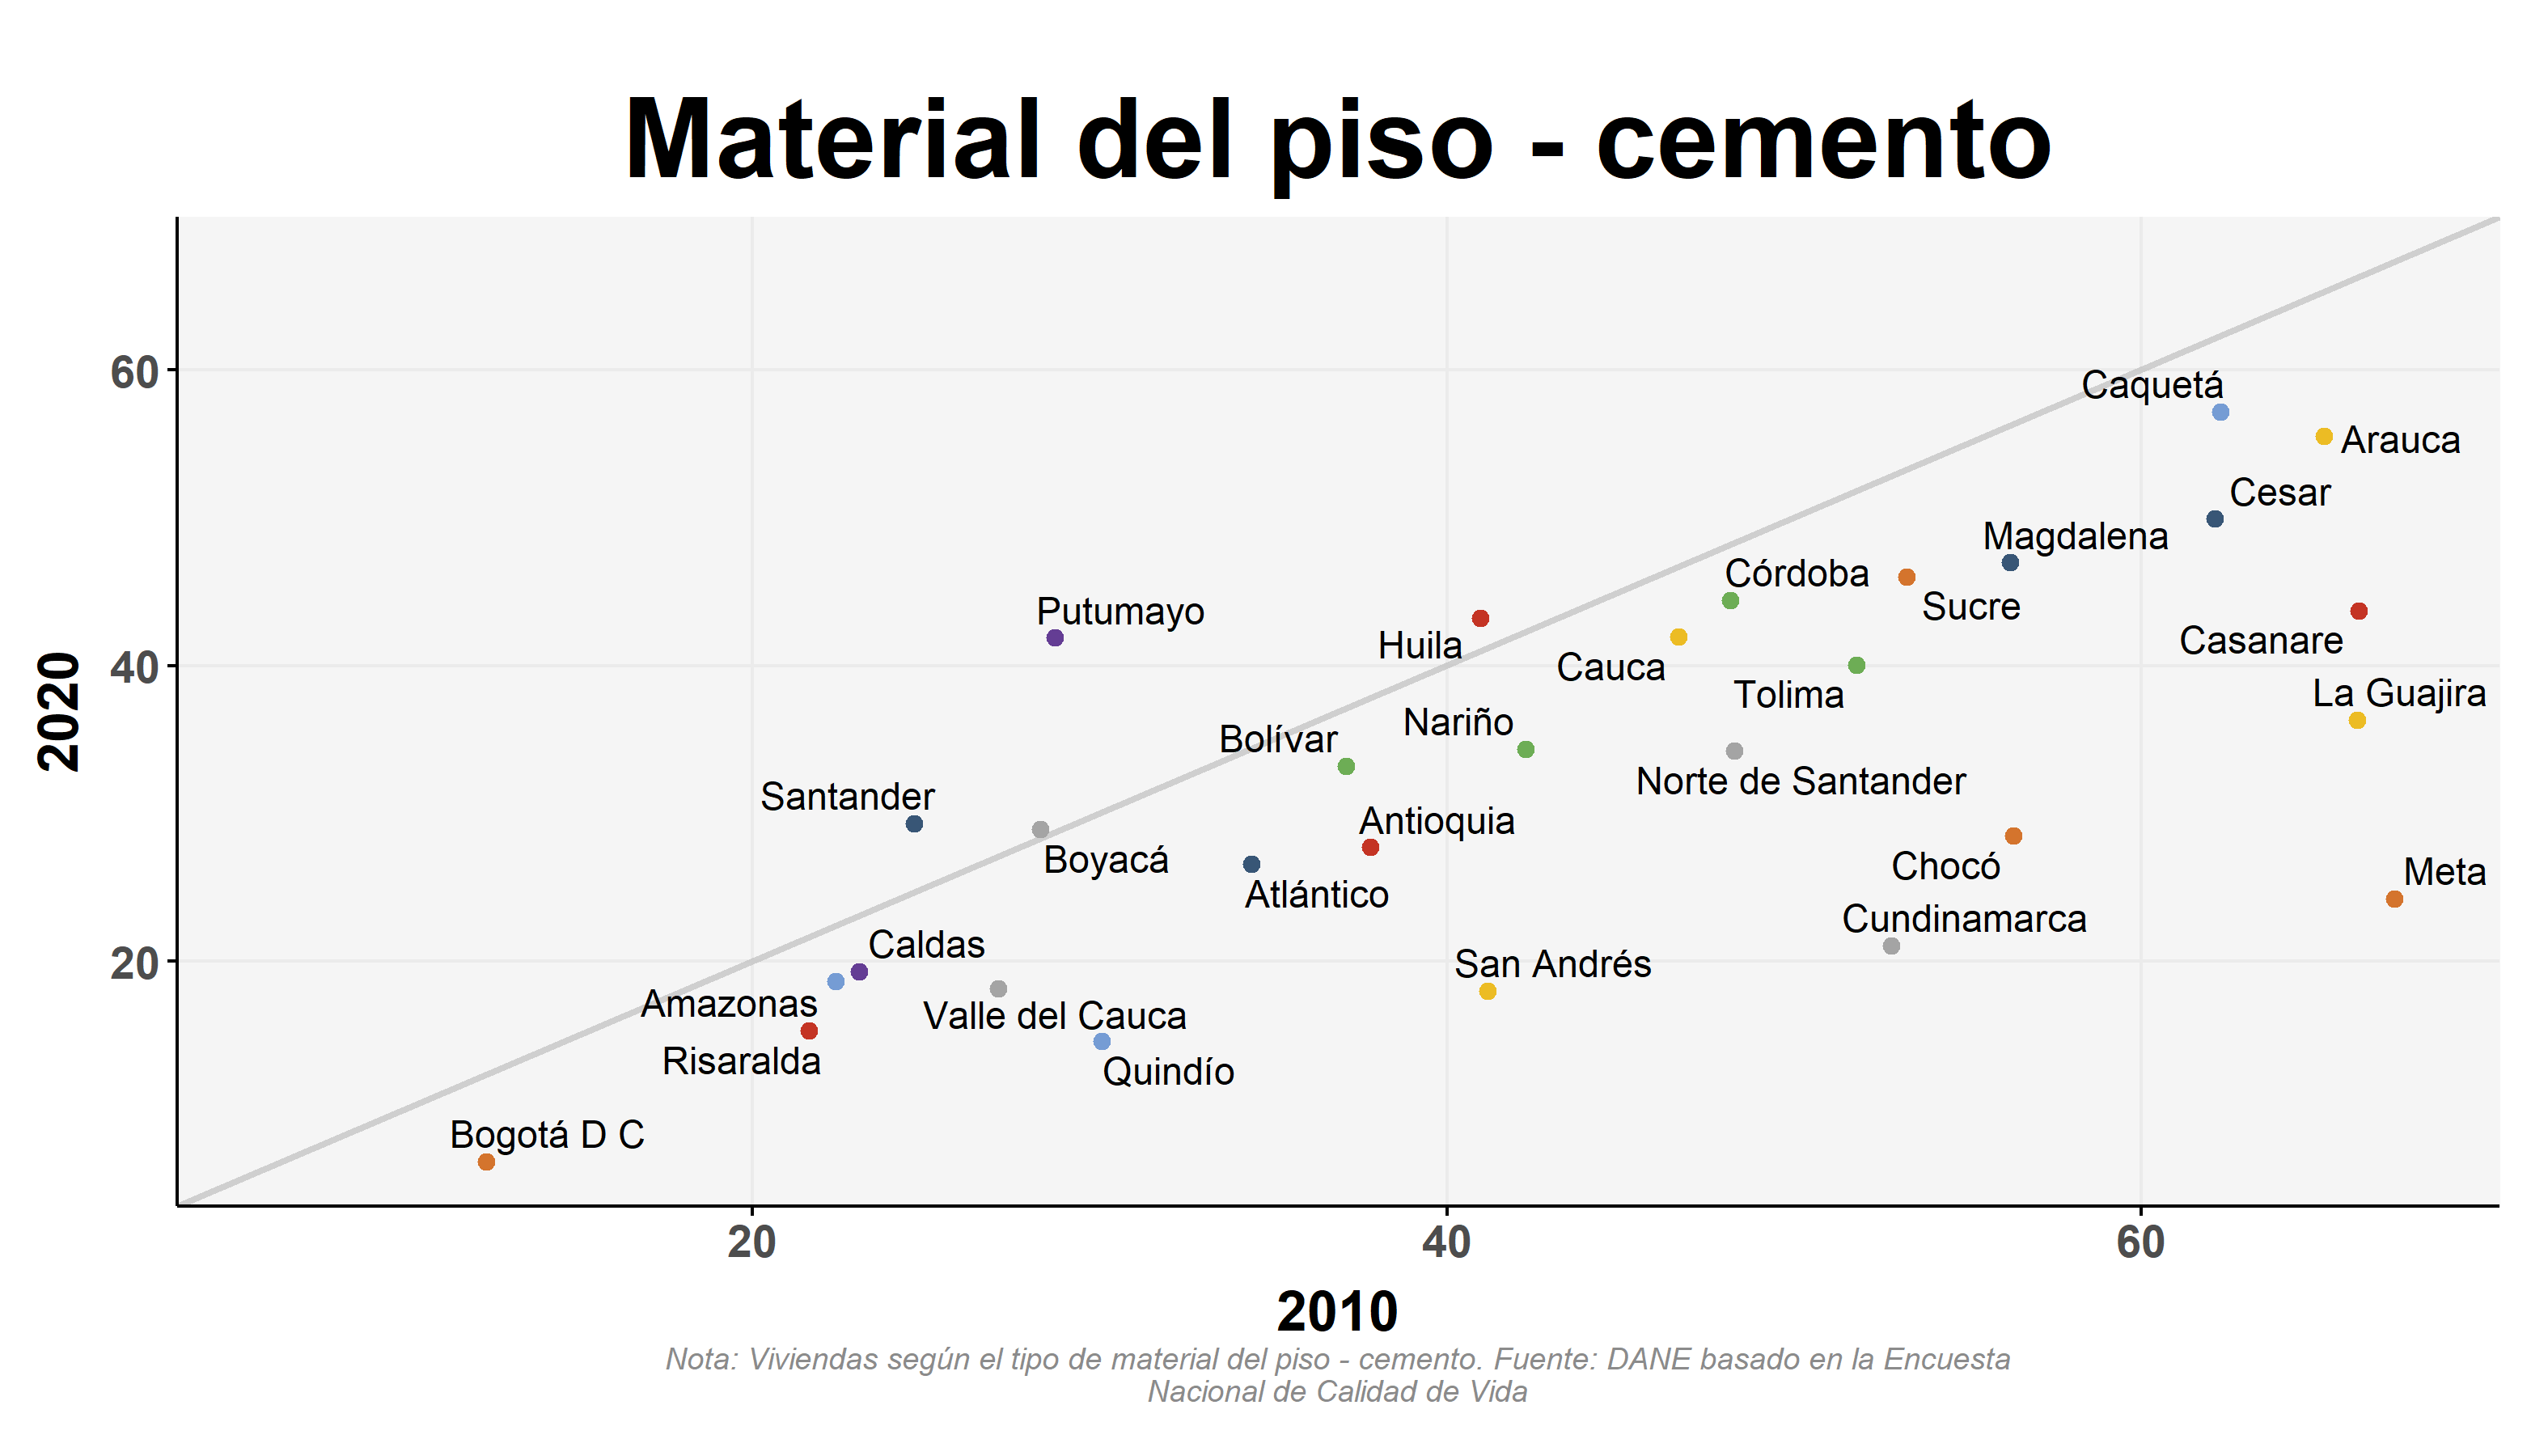 Material del piso - cemento
60
Caquetá
Arauca
Cesar
Magdalena
Córdoba
Sucre
Putumayo
Huila
Casanare
2020
40
Cauca
Tolima
La Guajira
Nariño
Bolívar
Norte de Santander
Santander
Antioquia
Boyacá
Chocó
Meta
Atlántico
Cundinamarca
Caldas
20
San Andrés
Amazonas
Valle del Cauca
Risaralda
Quindío
Bogotá D C
20
40
60
2010
Nota: Viviendas según el tipo de material del piso - cemento. Fuente: DANE basado en la Encuesta
Nacional de Calidad de Vida